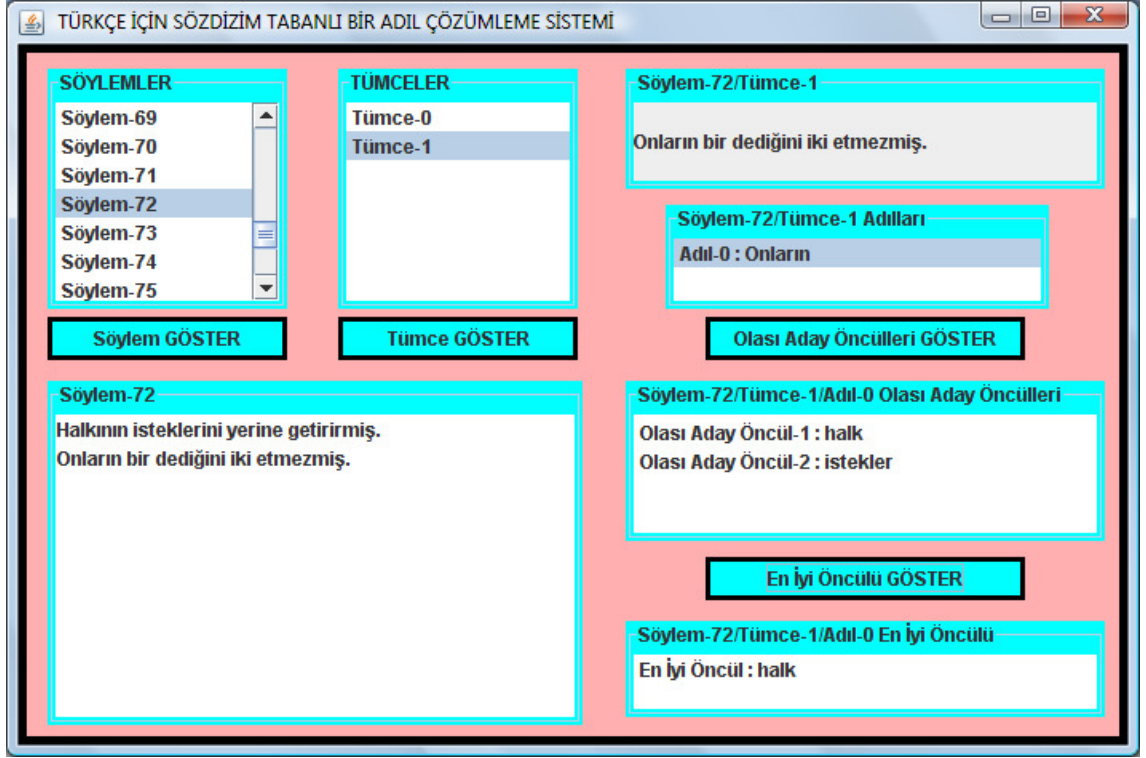 TÜRKÇE İÇİN SÖZDİZİM TABANLI BİR ADIL ÇÖZÜMLEME SİSTEMİ
SÖYLEMLER
Söylem-69
Söylem-70
Söylem-71
Söylem-72
Söylem-73
Söylem-74
Söylem-75
Söylem GÖSTER
TÜMCELER
Tümce-0
Tümce-1
Tümce GÖSTER
Söylem-72/Tümce-1
Onların bir dediğini iki etmezmiş.
Söylem-72/Tümce-1 Adılları
Adıl-0 : Onların
Olası Aday Öncülleri GÖSTER
Söylem-72
Halkının isteklerini yerine getirirmiş.
Onların bir dediğini iki etmezmiş.
Söylem-72/Tümce-1/Adıl-0 Olası Aday Öncülleri
Olası Aday Öncül-1 : halk
Olası Aday Öncül-2 : istekler
En İyi Öncülü GÖSTER
Söylem-72/Tümce-1/Adıl-0 En İyi Öncülü
En İyi Öncül : halk